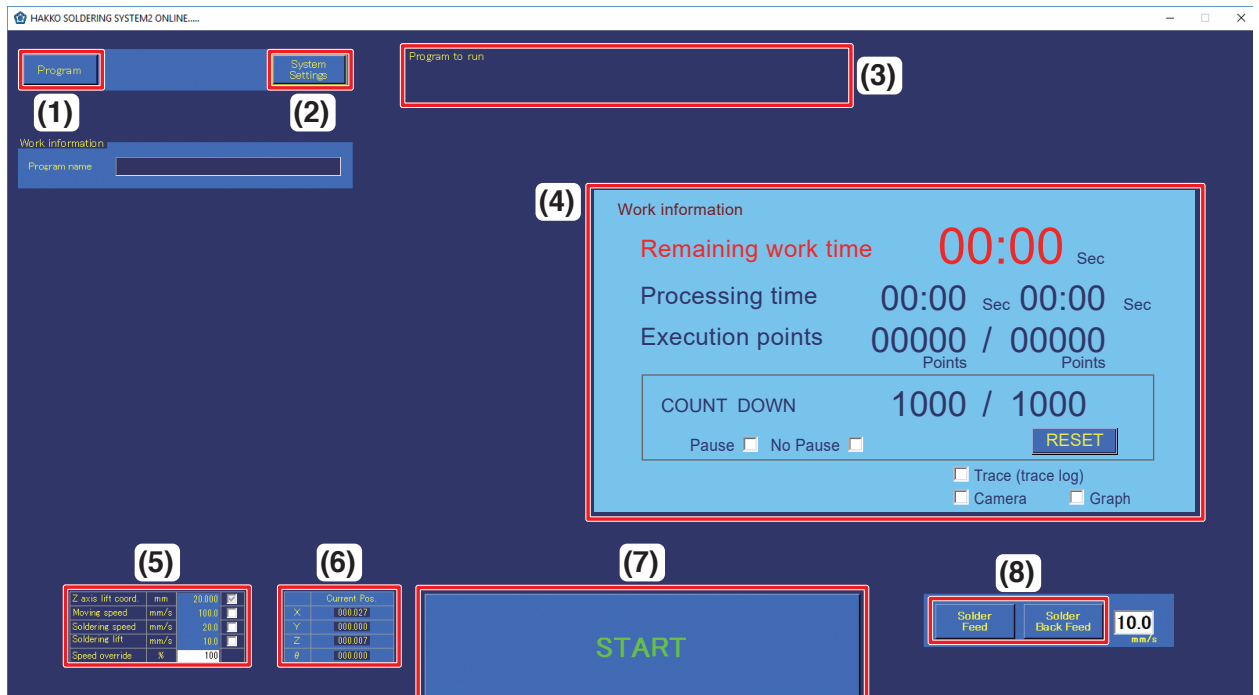 HAKKO SOLDERING SYSTEM2 ONLINE.....
Program
System
Settings
(1)
(2)
Program to run
(3)
Work information
Program name
(4)
Work information
Remaining work time 00:00 Sec
Processing time 00:00 Sec 00:00 Sec
Execution points 00000 / 00000
Points Points
COUNT DOWN 1000 / 1000
Pause No Pause RESET
Trace (trace log)
Camera Graph
(5)
Z axis lift coord. mm 20.000
Moving speed mm/s 100.0
Soldering speed mm/s 20.0
Soldering lift mm/s 10.0
Speed override % 100
(6)
Current Pos.
X 000.027
Y 000.000
Z 000.007
θ 000.000
(7)
START
(8)
Solder
Feed
Solder
Back Feed
10.0
mm/s